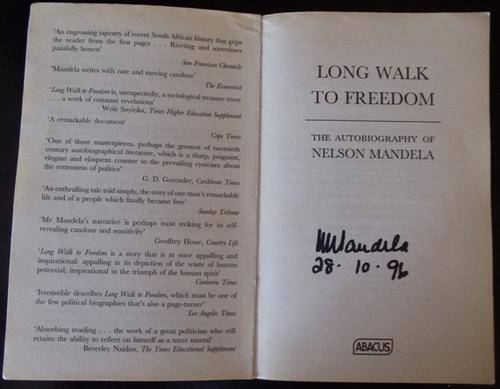 'An engrossing tapestry of recent South African history that grips
the reader from the first pages . . . Riveting and sometimes
painfully honest'
San Francisco Chronicle
'Mandela writes with rare and moving candour'
The Economist
'Long Walk to Freedom is, unexpectedly, a sociological treasure trove
. . . a work of constant revelations'
Wole Soyinka, Times Higher Education Supplement
'A remarkable document'
Cape Times
'One of those masterpieces, perhaps the greatest of twentieth
century autobiographical literature, which is a sharp, poignant,
elegant and eloquent counter to the prevailing cynicism about
the rottenness of politics'
G. D. Caribbean Times
'An enthralling tale told simply, the story of one man's remarkable
life and of a people which finally became free'
Sunday Tribune
'Mr Mandela's narrative is perhaps most striking for its self-
revealing candour and sensitivity'
Geoffrey Howe, Country Life
'Long Walk to Freedom is a story that is at once appalling and
inspirational: appalling in its depiction of the waste of human
potential; inspirational in the triumph of the human spirit'
Canberra Times
'Irresistible describes Long Walk to Freedom, which must be one of
the few political biographies that's also a page-turner'
Los Angeles Times
'Absorbing reading . . . the work of a great politician who still
retains the ability to reflect on himself as a mere mortal'
Beverley Naidoo, The Times Educational Supplement
LONG WALK
TO FREEDOM
THE AUTOBIOGRAPHY OF
NELSON MANDELA
Mandela
28. 10. 96
ABACUS